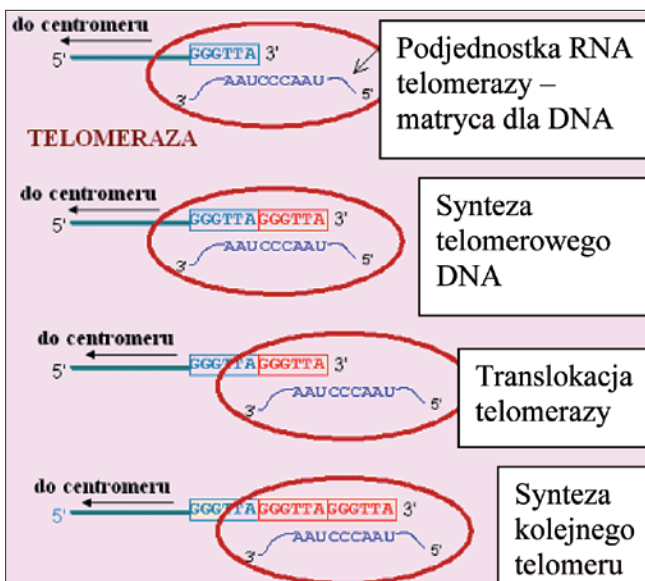 do centromeru
5' GGGTTA 3'
AAUCCCAAU
3' 5'
Podjednostka RNA
telomerazy –
matryca dla DNA
TELOMERAZA
do centromeru
5' GGGTTA GGGTTA 3'
AAUCCCAAU
3' 5'
Synteza
telomerowego
DNA
do centromeru
5' GGGTTA GGGTTA 3'
AAUCCCAAU
3' 5'
Translokacja
telomerazy
do centromeru
5' GGGTTA GGGTTA GGGTTA 3'
AAUCCCAAU
3' 5'
Synteza
kolejnego
telomeru